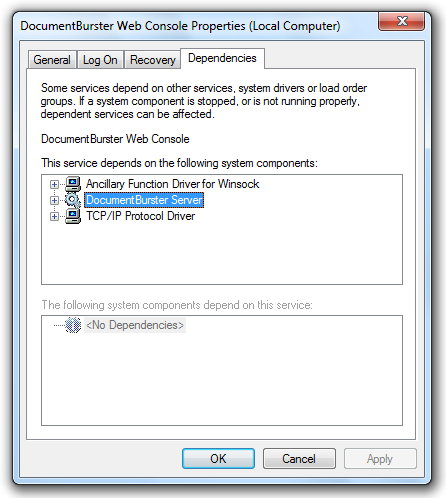 DocumentBurster Web Console Properties (Local Computer)
General Log On Recovery Dependencies
Some services depend on other services, system drivers or load order
groups. If a system component is stopped, or is not running properly,
dependent services can be affected.
DocumentBurster Web Console
This service depends on the following system components:
Ancillary Function Driver for Winsock
DocumentBurster Server
TCP/IP Protocol Driver
The following system components depend on this service:
<No Dependencies>
OK Cancel Apply